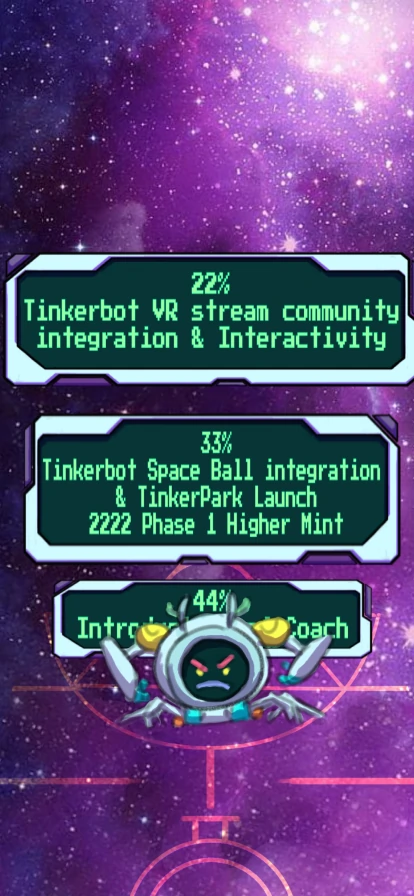 22%
Tinkerbot VR stream community
integration & Interactivity
33%
Tinkerbot Space Ball integration
& TinkerPark Launch
2222 Phase 1 Higher Mint
44%
Coach